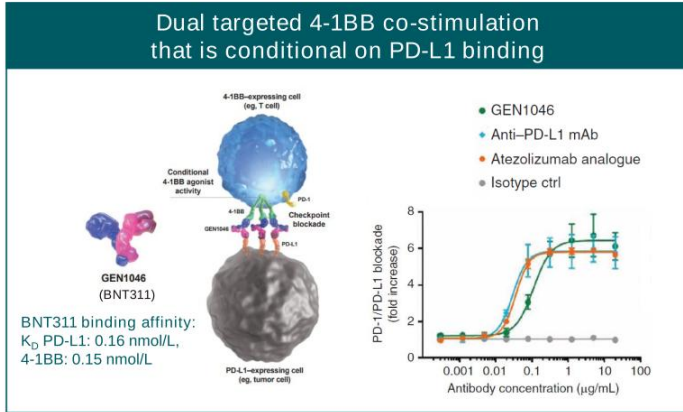 Dual targeted 4-1BB co-stimulation
that is conditional on PD-L1 binding
4-1BB–expressing cell
(eg, T cell)
Conditional
4-1BB agonist
activity
PD-1
4-1BB
Checkpoint
blockade
GEN1046
PD-L1
GEN1046
(BNT311)
BNT311 binding affinity:
K_D PD-L1: 0.16 nmol/L,
4-1BB: 0.15 nmol/L
PD-L1–expressing cell
(eg, tumor cell)
GEN1046
Anti–PD-L1 mAb
Atezolizumab analogue
Isotype ctrl
PD-1/PD-L1 blockade
(fold increase)
8
6
4
2
0
0.001
0.01
0.1
1
10
100
Antibody concentration (μg/mL)